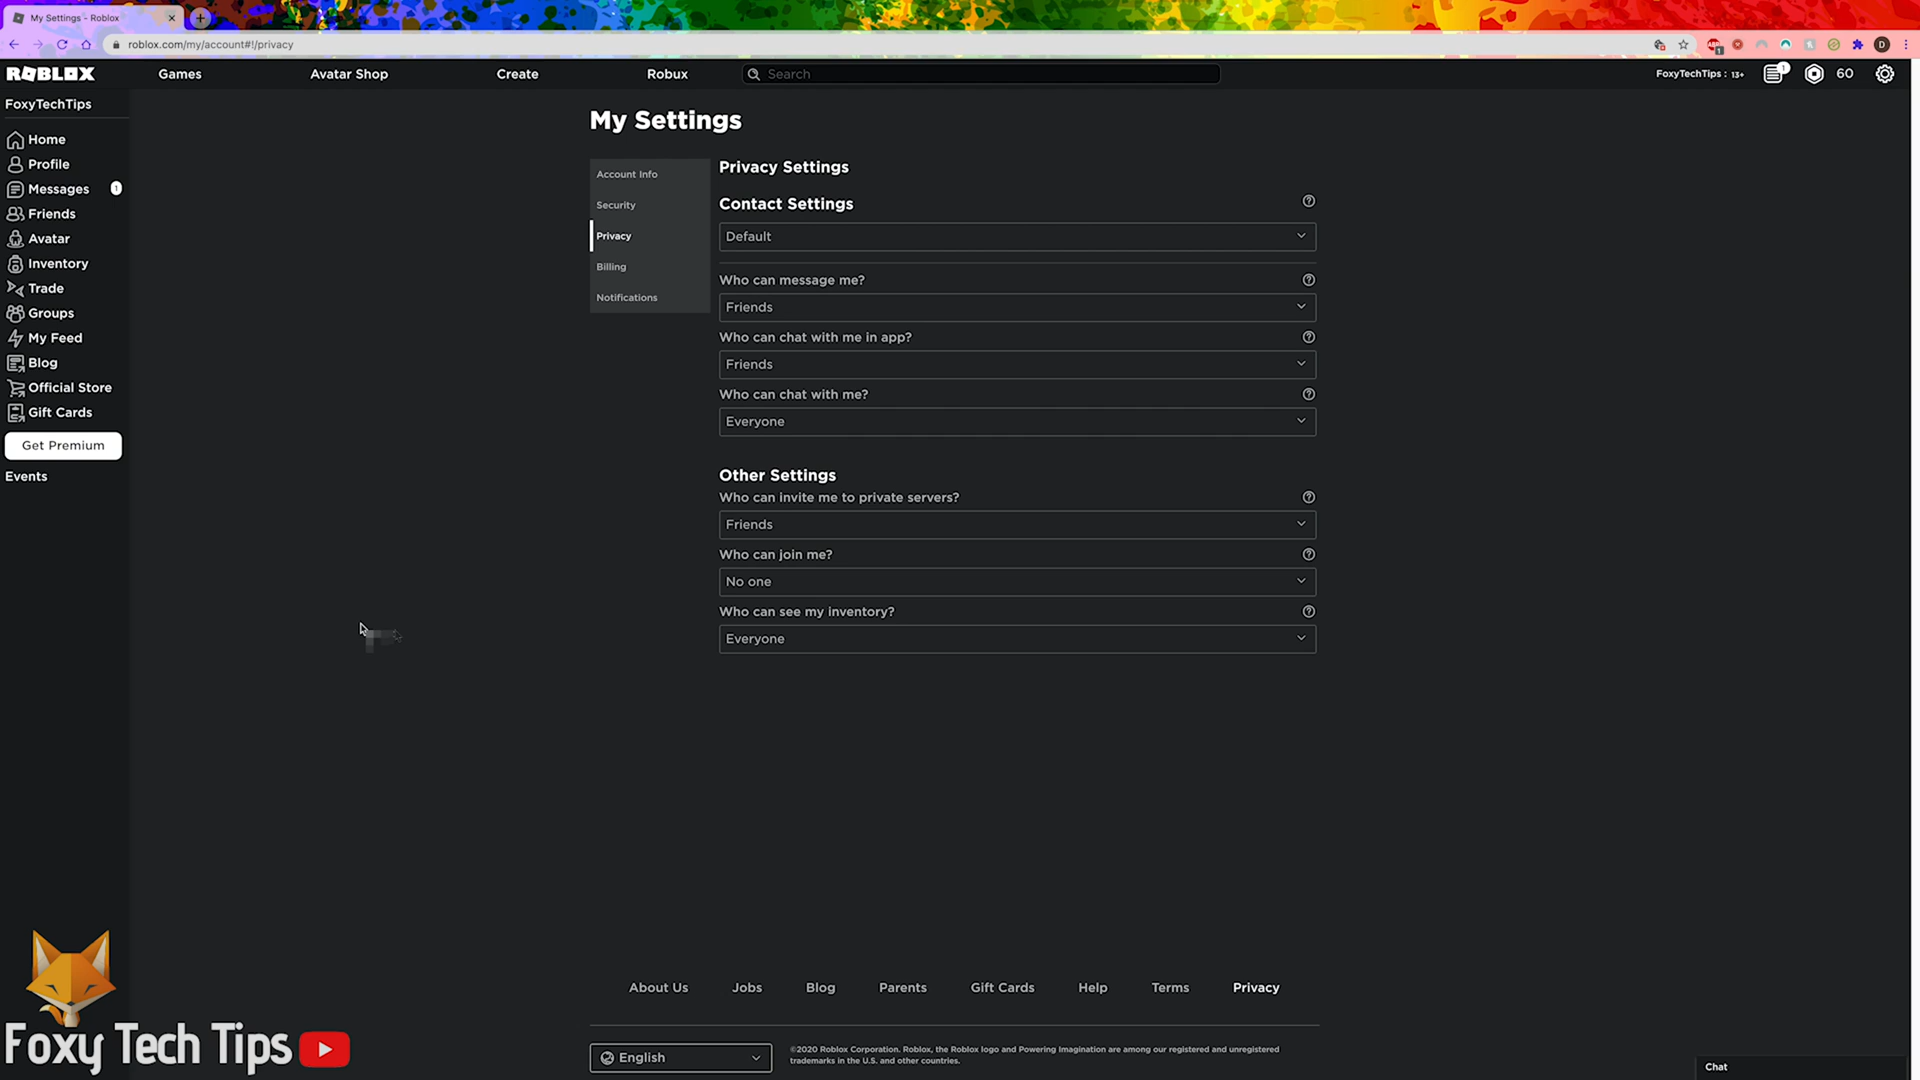 My Settings - Roblox
roblox.com/my/account#!/privacy
ROBLOX
Games
Avatar Shop
Create
Robux
Search
FoxyTechTips : 13+
1
60
FoxyTechTips
Home
Profile
Messages
1
Friends
Avatar
Inventory
Trade
Groups
My Feed
Blog
Official Store
Gift Cards
Get Premium
Events
My Settings
Account Info
Security
Privacy
Billing
Notifications
Privacy Settings
Contact Settings
Default
Who can message me?
Friends
Who can chat with me in app?
Friends
Who can chat with me?
Everyone
Other Settings
Who can invite me to private servers?
Friends
Who can join me?
No one
Who can see my inventory?
Everyone
About Us
Jobs
Blog
Parents
Gift Cards
Help
Terms
Privacy
English
©2020 Roblox Corporation. Roblox, the Roblox logo and Powering Imagination are among our registered and unregistered
trademarks in the U.S. and other countries.
Chat
Foxy Tech Tips